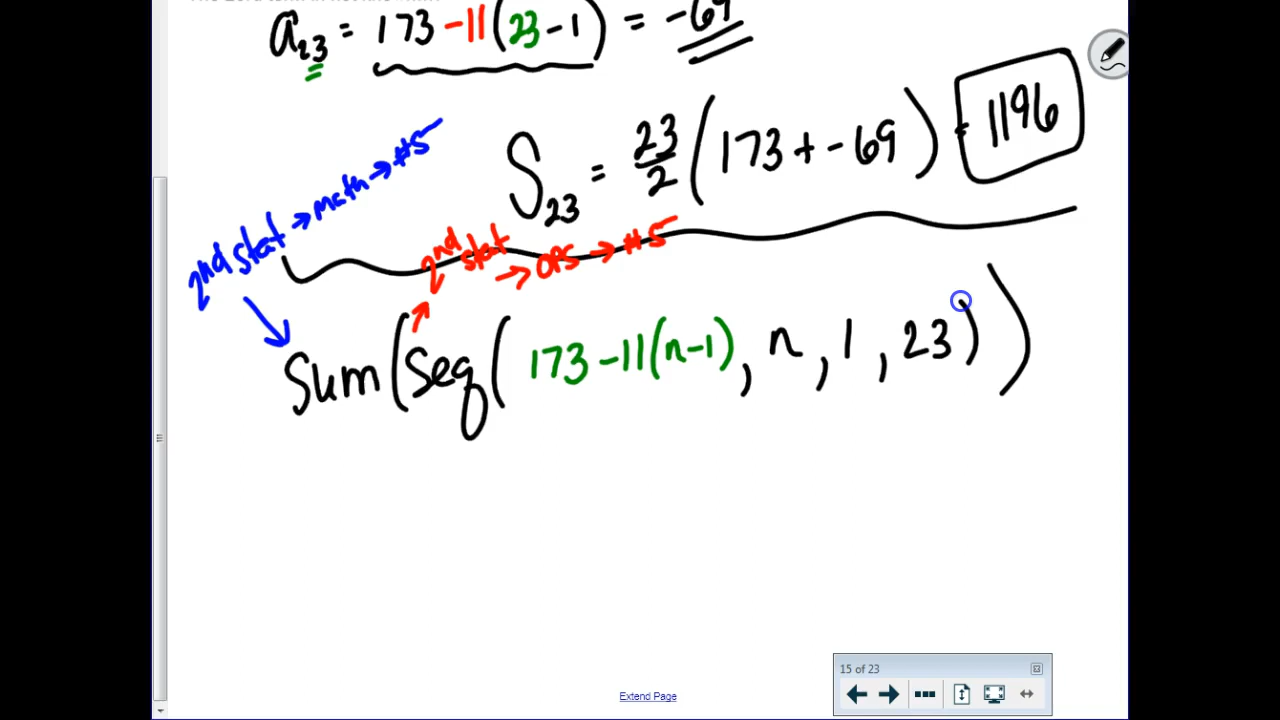 a₂₃ = 173 -11(23 - 1) = -69
S₂₃ = 23/2 (173 + - 69) = 1196
2nd stat → math → #5
2nd stat → OPS → #5
Sum(seq( 173 - 11(n - 1), n, 1, 23))
15 of 23
Extend Page